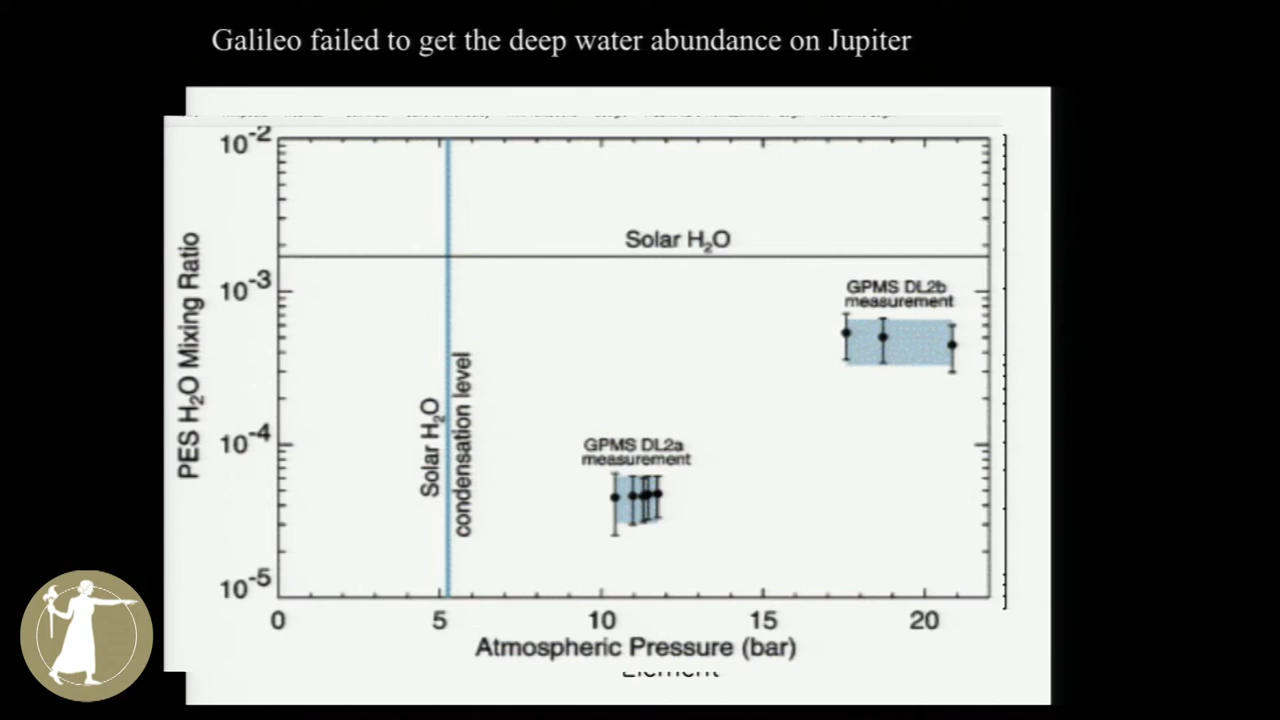 Galileo failed to get the deep water abundance on Jupiter
10-2
Solar H2O
10-3
GPMS DL2b
measurement
PES H2O Mixing Ratio
Solar H2O
condensation level
10-4
GPMS DL2a
measurement
10-5
0 5 10 15 20
Atmospheric Pressure (bar)
Element